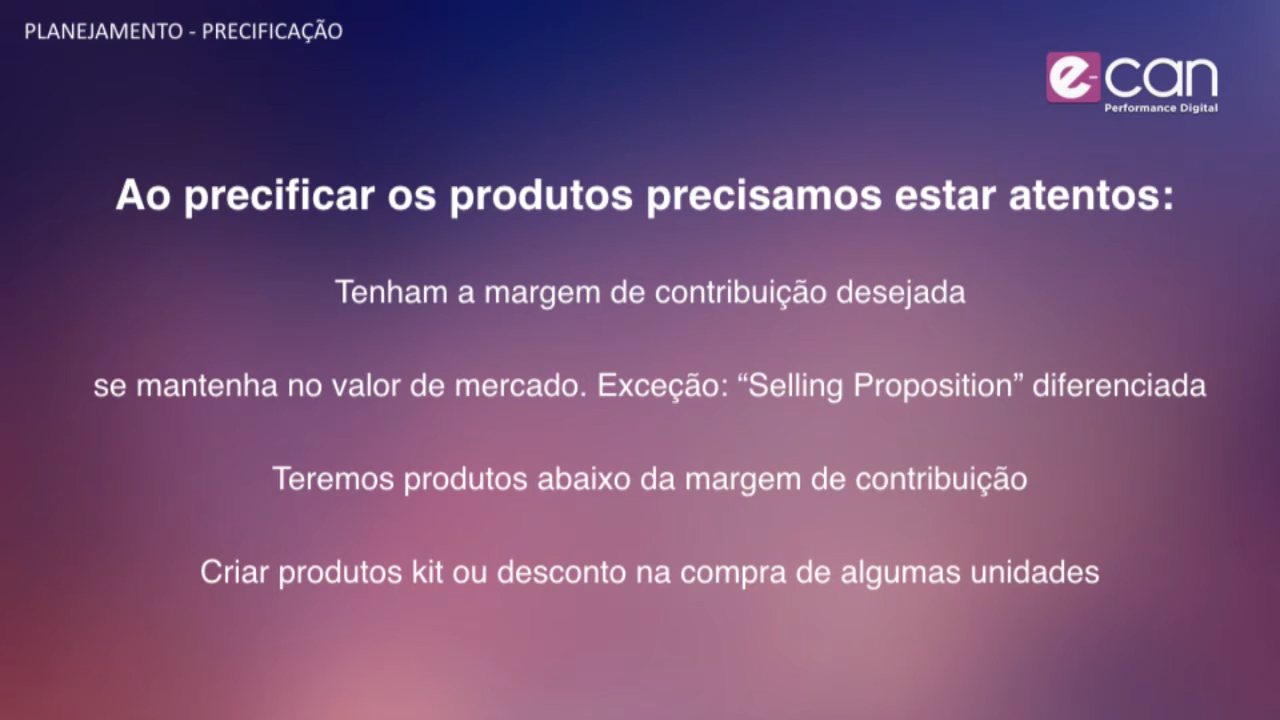 PLANEJAMENTO - PRECIFICAÇÃO
e-can
Performance Digital
Ao precificar os produtos precisamos estar atentos:
Tenham a margem de contribuição desejada
se mantenha no valor de mercado. Exceção: “Selling Proposition” diferenciada
Teremos produtos abaixo da margem de contribuição
Criar produtos kit ou desconto na compra de algumas unidades